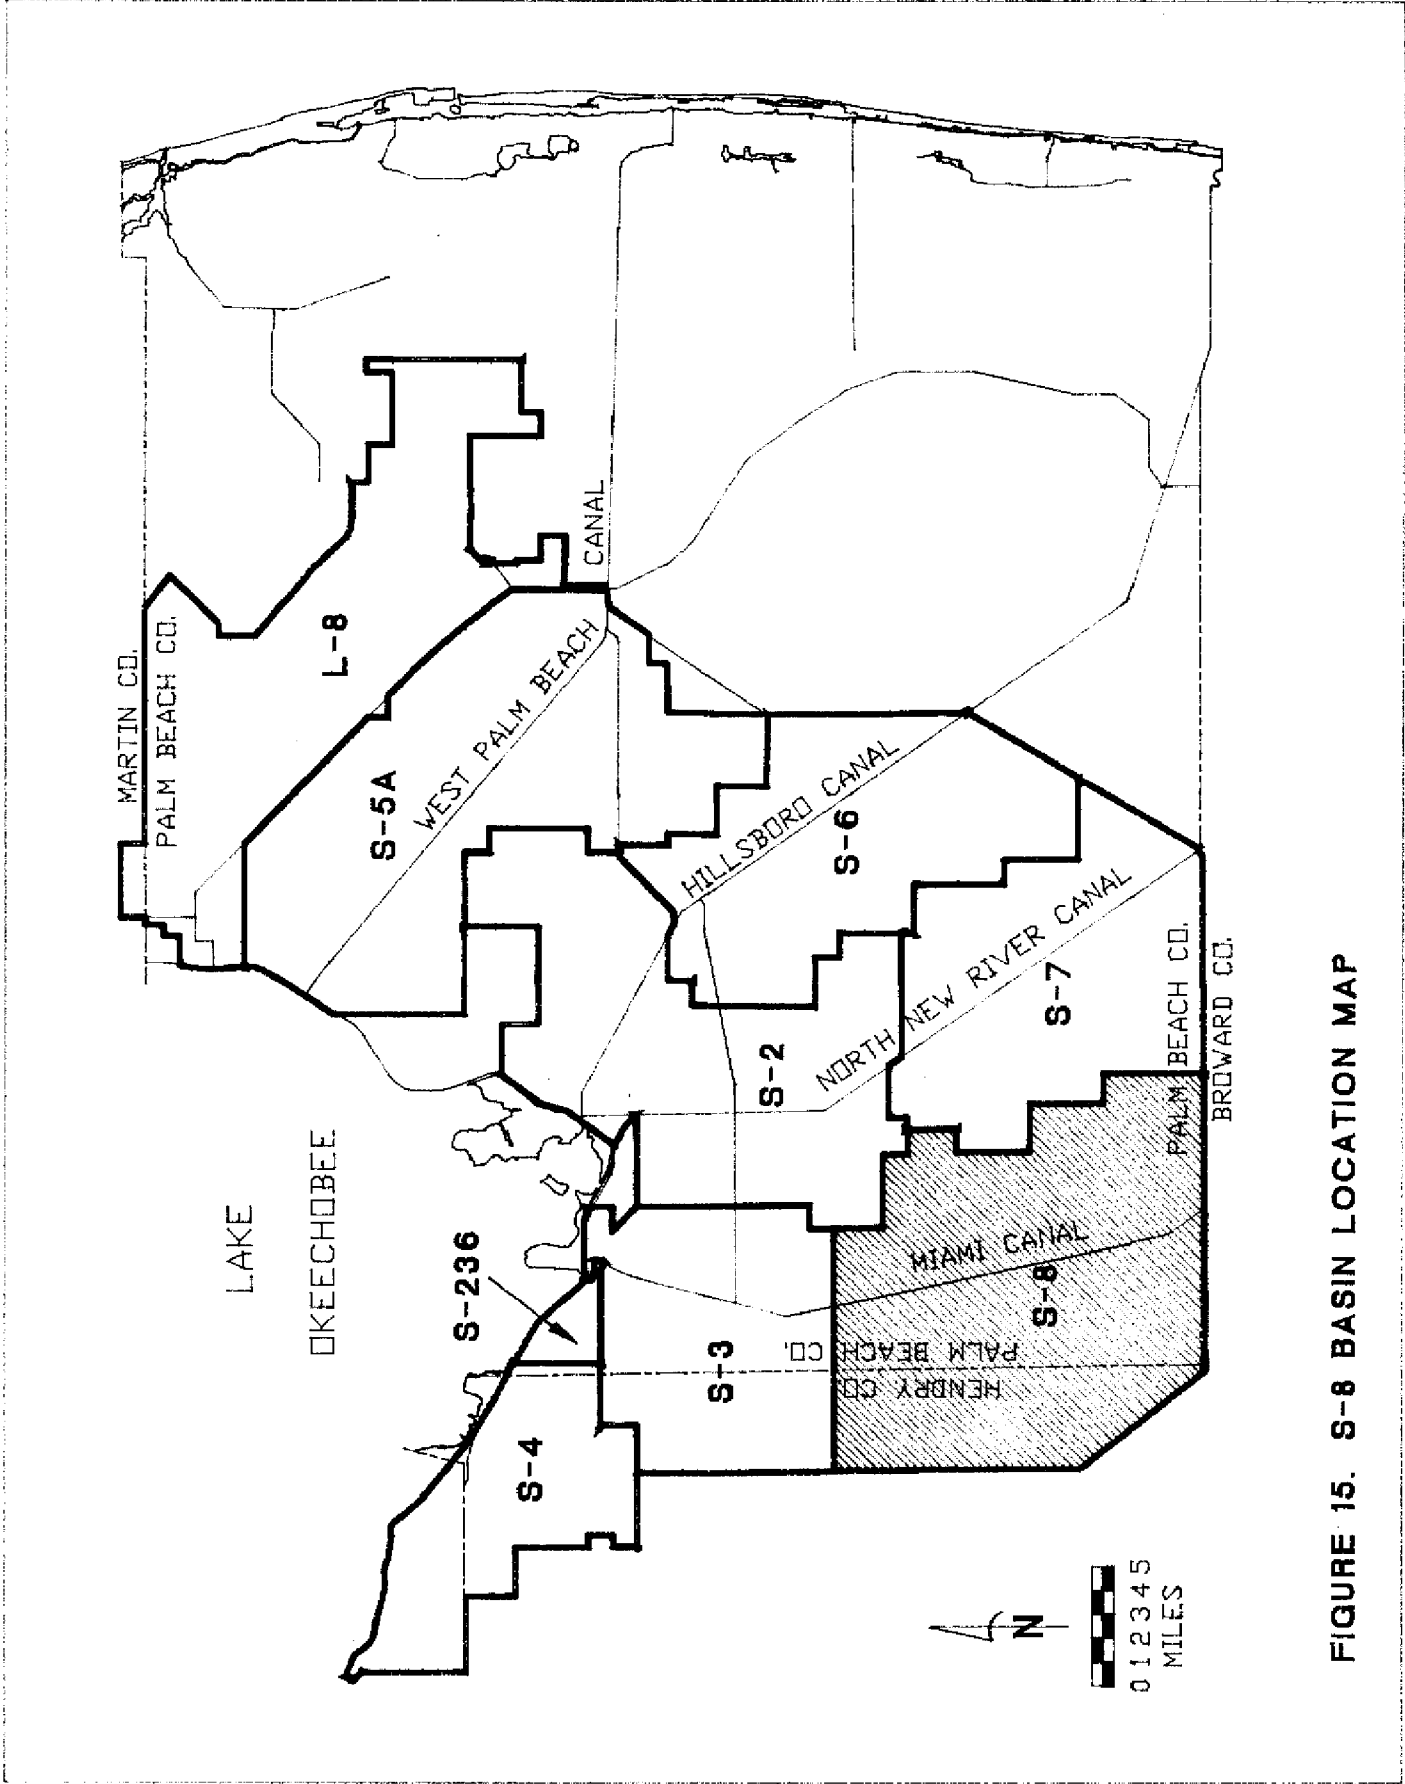 MARTIN CO.
PALM BEACH CO.
LAKE
OKEECHOBEE
L-8
S-5A
WEST PALM BEACH
CANAL
S-236
S-4
S-3
S-2
HILLSBORO CANAL
S-6
NORTH NEW RIVER CANAL
S-7
HENDRY CO.
PALM BEACH CO.
MIAMI CANAL
S-8
PALM BEACH CO.
BROWARD CO.
N
0 1 2 3 4 5
MILES
FIGURE 15. S-8 BASIN LOCATION MAP